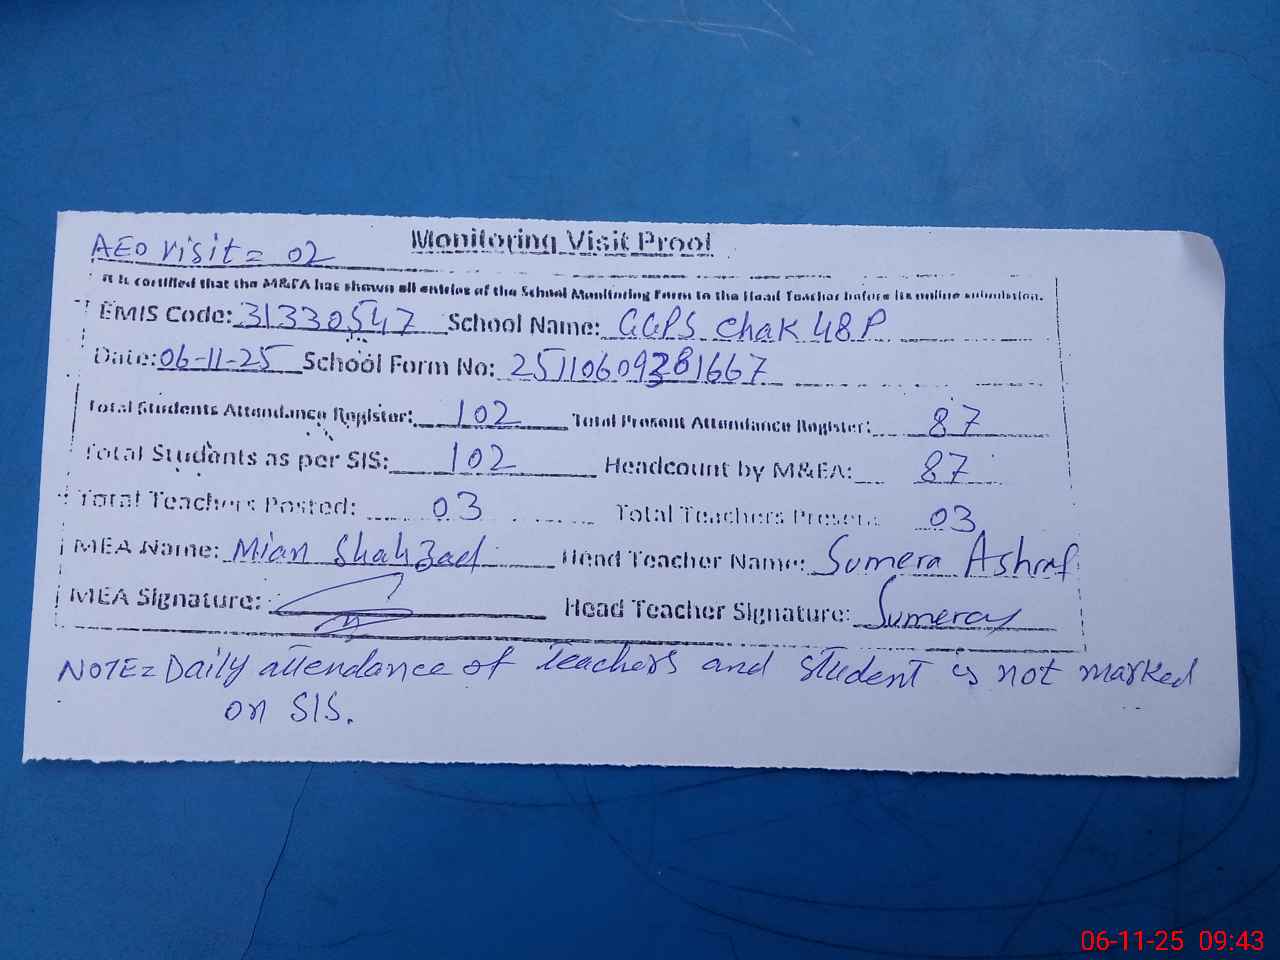 AEO visit = 02
Monitoring Visit Proof
It is certified that the M&EA has shown all entries of the School Monitoring Form to the Head Teacher before its online submission.
EMIS Code: 31330547 School Name: GGPS chak 48P
Date: 06-11-25 School Form No: 25110609381667
Total Students Attendance Register: 102 Total Present Attendance Register: 87
Total Students as per SIS: 102 Headcount by M&EA: 87
Total Teachers Posted: 03 Total Teachers Present: 03
MEA Name: Mian Shahzad Head Teacher Name: Sumera Ashraf
MEA Signature: Head Teacher Signature: Sumera
NOTE= Daily attendance of teachers and student is not marked
on SIS.
06-11-25 09:43